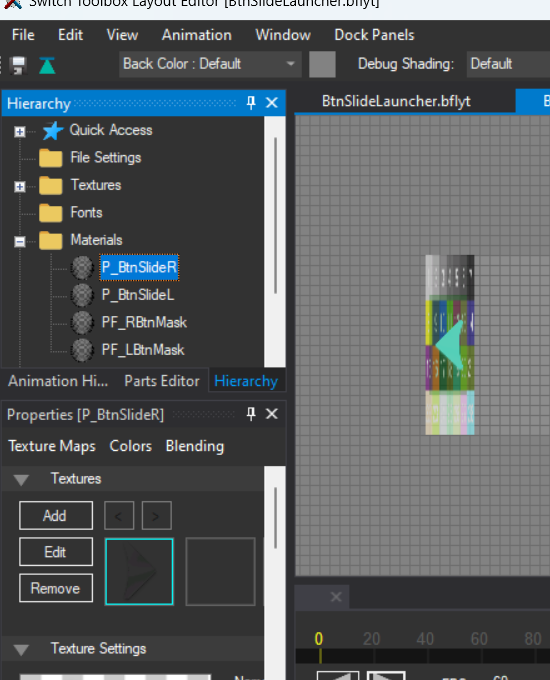 Switch Toolbox Layout Editor [BtnSlideLauncher.bflyt]
File Edit View Animation Window Dock Panels
Back Color : Default Debug Shading: Default
Hierarchy
BtnSlideLauncher.bflyt B
Quick Access
File Settings
Textures
Fonts
Materials
P_BtnSlideR
P_BtnSlideL
PF_RBtnMask
PF_LBtnMask
Animation Hi... Parts Editor Hierarchy
Properties [P_BtnSlideR]
Texture Maps Colors Blending
Textures
Add < >
Edit
Remove
Texture Settings
0 20 40 60 80